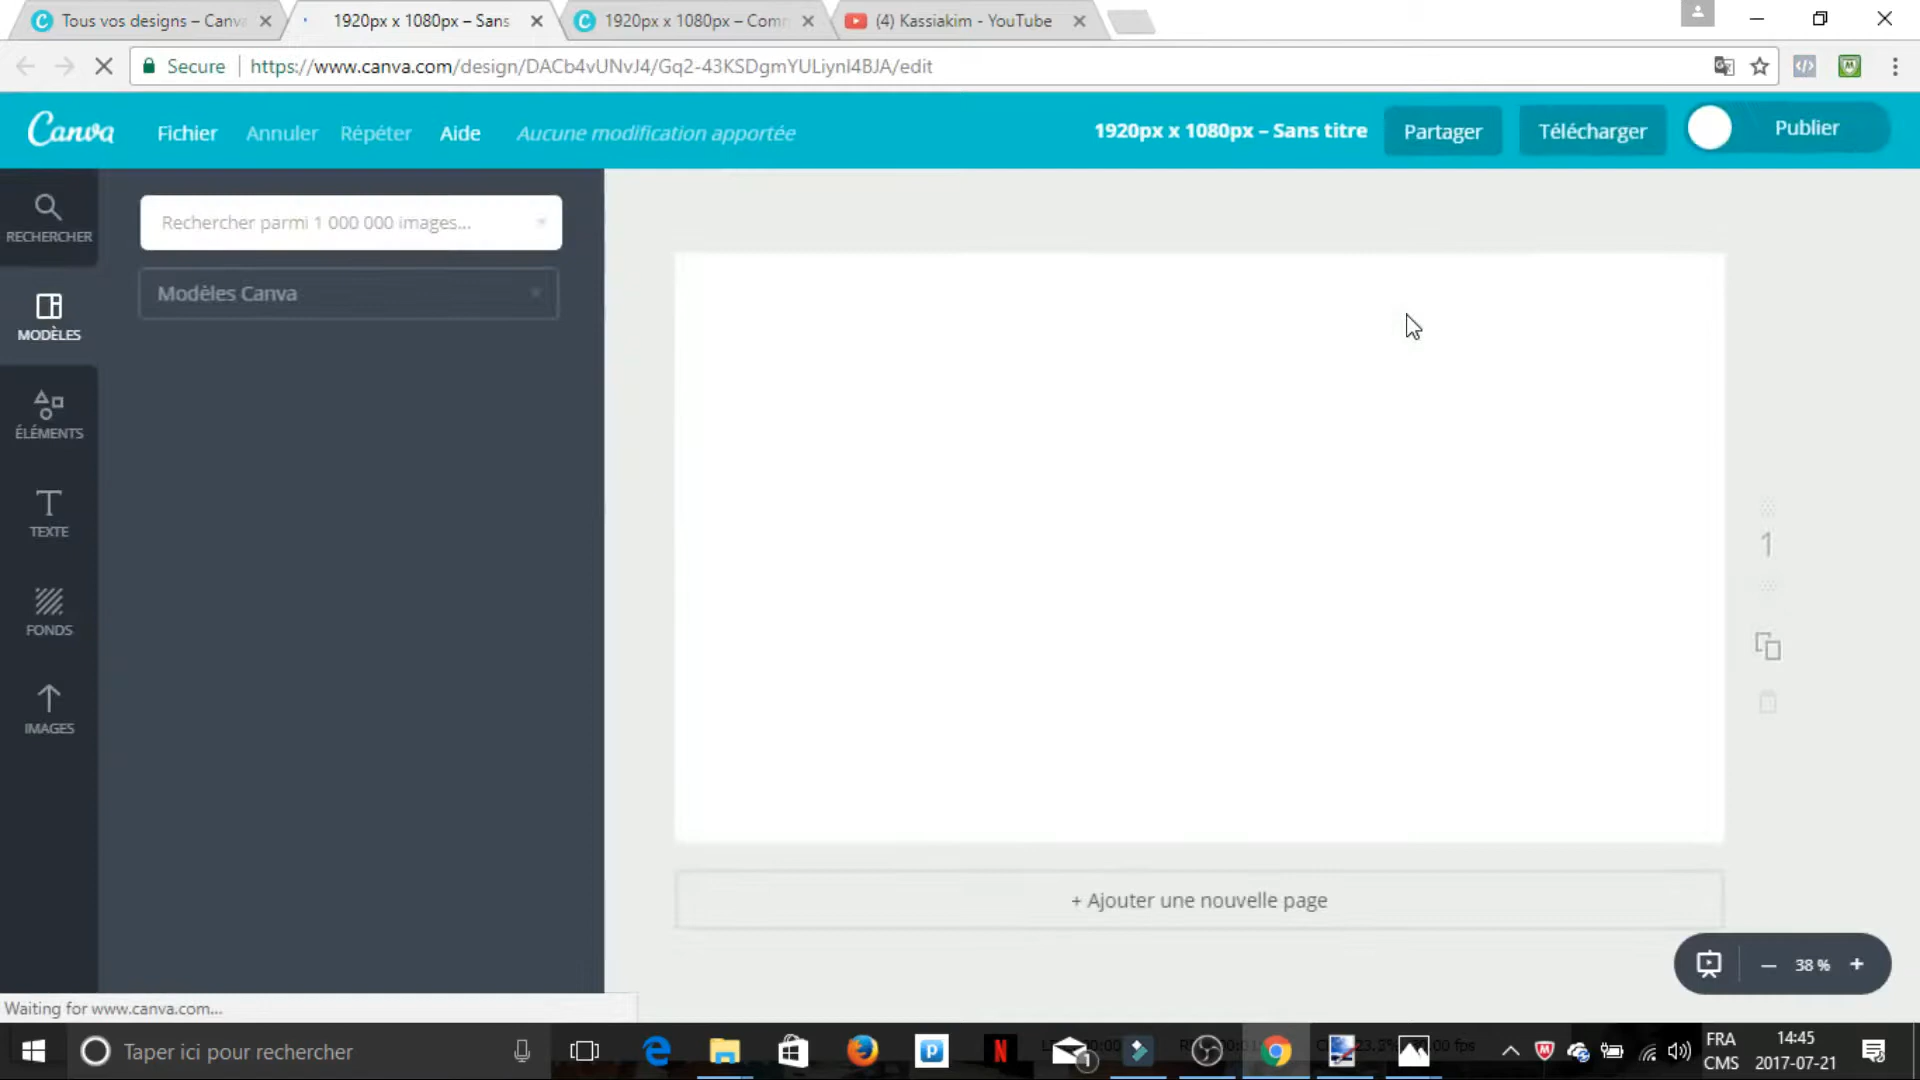 Tous vos designs – Canva
1920px x 1080px – Sans
1920px x 1080px – Com
(4) Kassiakim - YouTube
Secure
https://www.canva.com/design/DACb4vUNvJ4/Gq2-43KSDgmYULiynI4BJA/edit
Canva
Fichier
Annuler
Répéter
Aide
Aucune modification apportée
1920px x 1080px – Sans titre
Partager
Télécharger
Publier
RECHERCHER
Rechercher parmi 1 000 000 images...
Modèles Canva
MODÈLES
ÉLÉMENTS
TEXTE
FONDS
IMAGES
1
+ Ajouter une nouvelle page
38 %
Waiting for www.canva.com...
Taper ici pour rechercher
FRA
CMS
14:45
2017-07-21